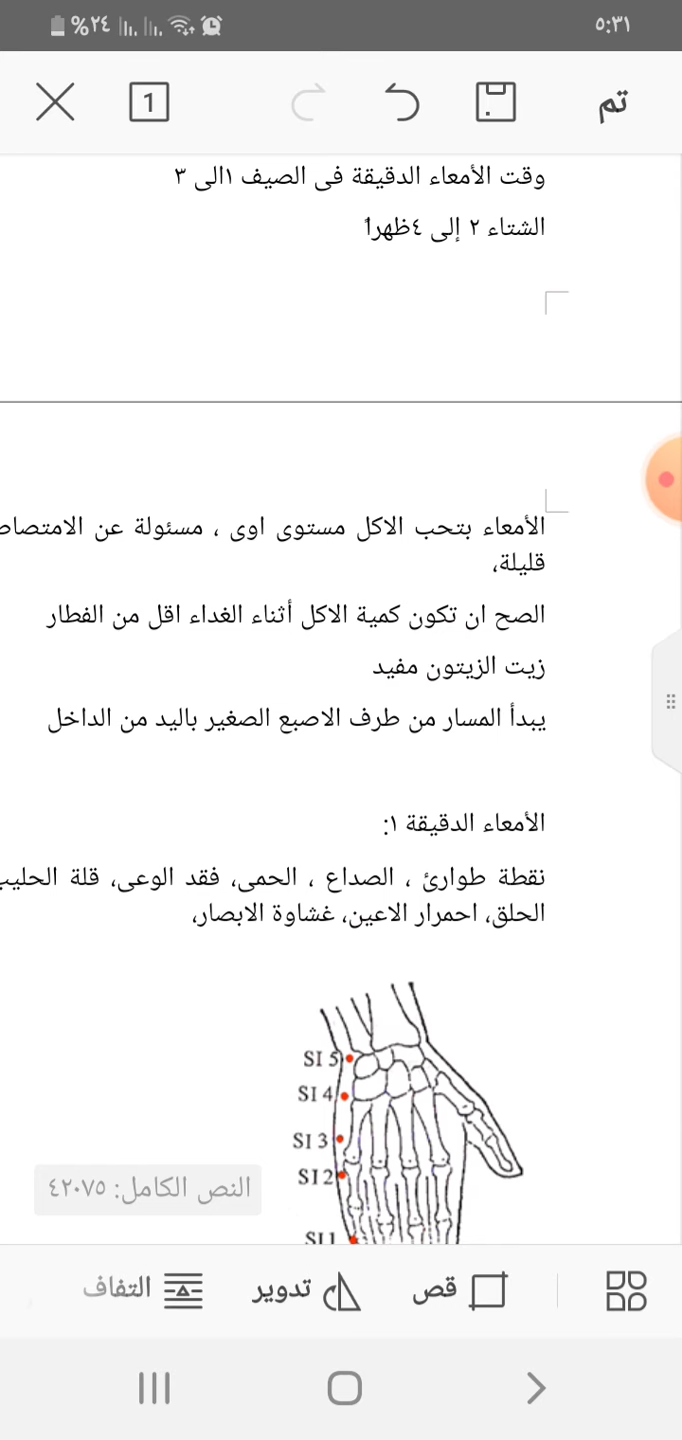 ٥:٣١
%٢٤
تم
1
وقت الأمعاء الدقيقة فى الصيف ١الى ٣
الشتاء ٢ إلى ٤ظهرا
الأمعاء بتحب الاكل مستوى اوى ، مسئولة عن
قليلة،
الصح ان تكون كمية الاكل أثناء الغداء اقل من الفطار
زيت الزيتون مفيد
يبدأ المسار من طرف الاصبع الصغير باليد من الداخل
الأمعاء الدقيقة ١:
نقطة طوارئ ، الصداع ، الحمى، فقد الوعى، قلة
الحلق، احمرار الاعين، غشاوة الابصار،
SI 5
SI 4
SI 3
SI 2
SI 1
النص الكامل: ٤٢٠٧٥
قص
تدوير
التفاف